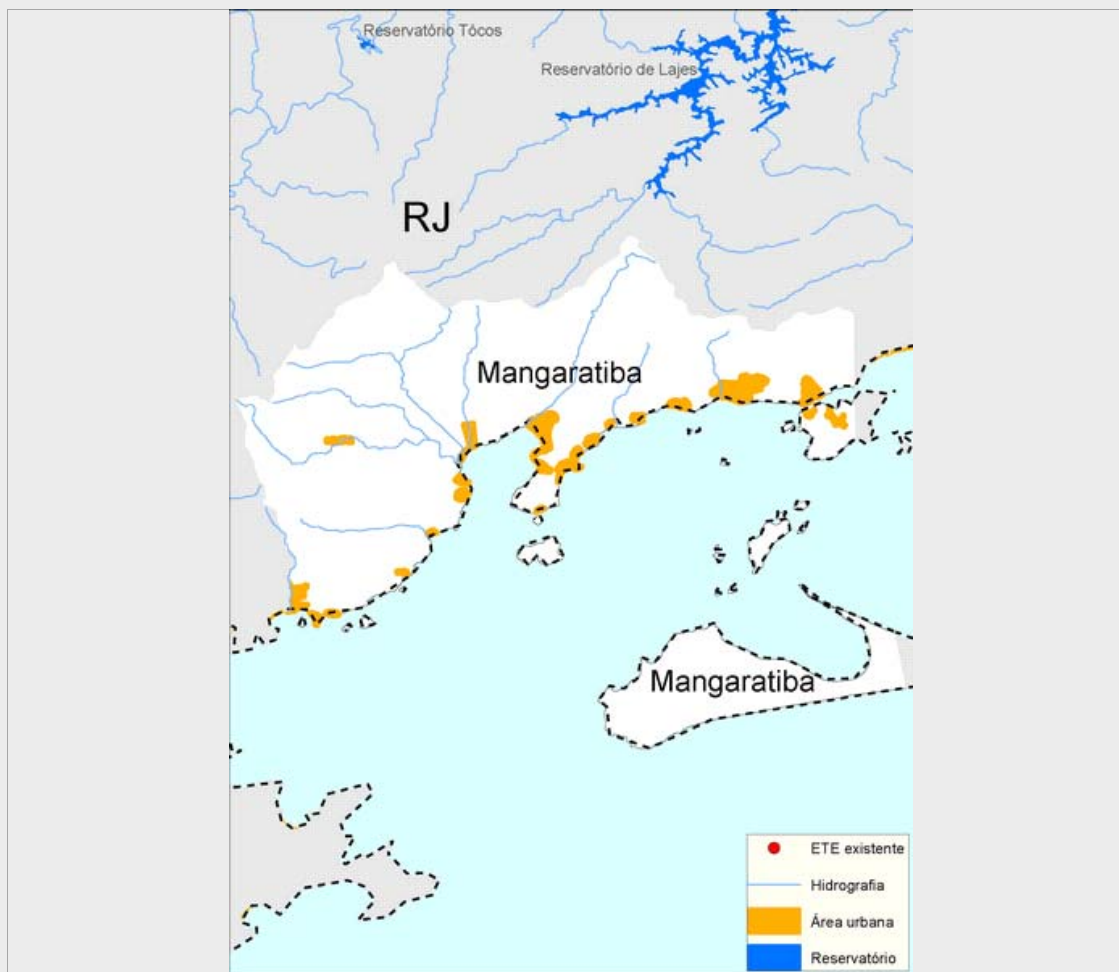 Reservatório Tócos
Reservatório de Lajes
RJ
Mangaratiba
Mangaratiba
ETE existente
Hidrografia
Área urbana
Reservatório